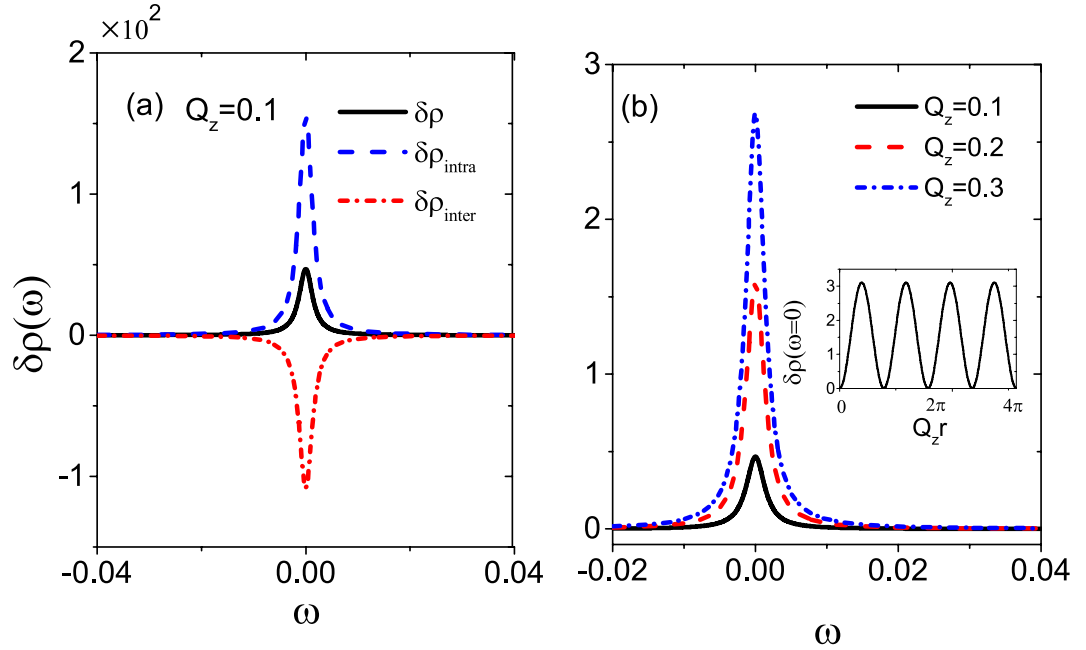 ×10²
2
1
0
-1
δρ(ω)
(a) Q_z=0.1
δρ
δρ_intra
δρ_inter
-0.04 0.00 0.04
ω
3
2
1
0
(b)
Q_z=0.1
Q_z=0.2
Q_z=0.3
3
2
1
0
δρ(ω=0)
0 2π 4π
Q_zr
-0.02 0.00 0.02 0.04
ω